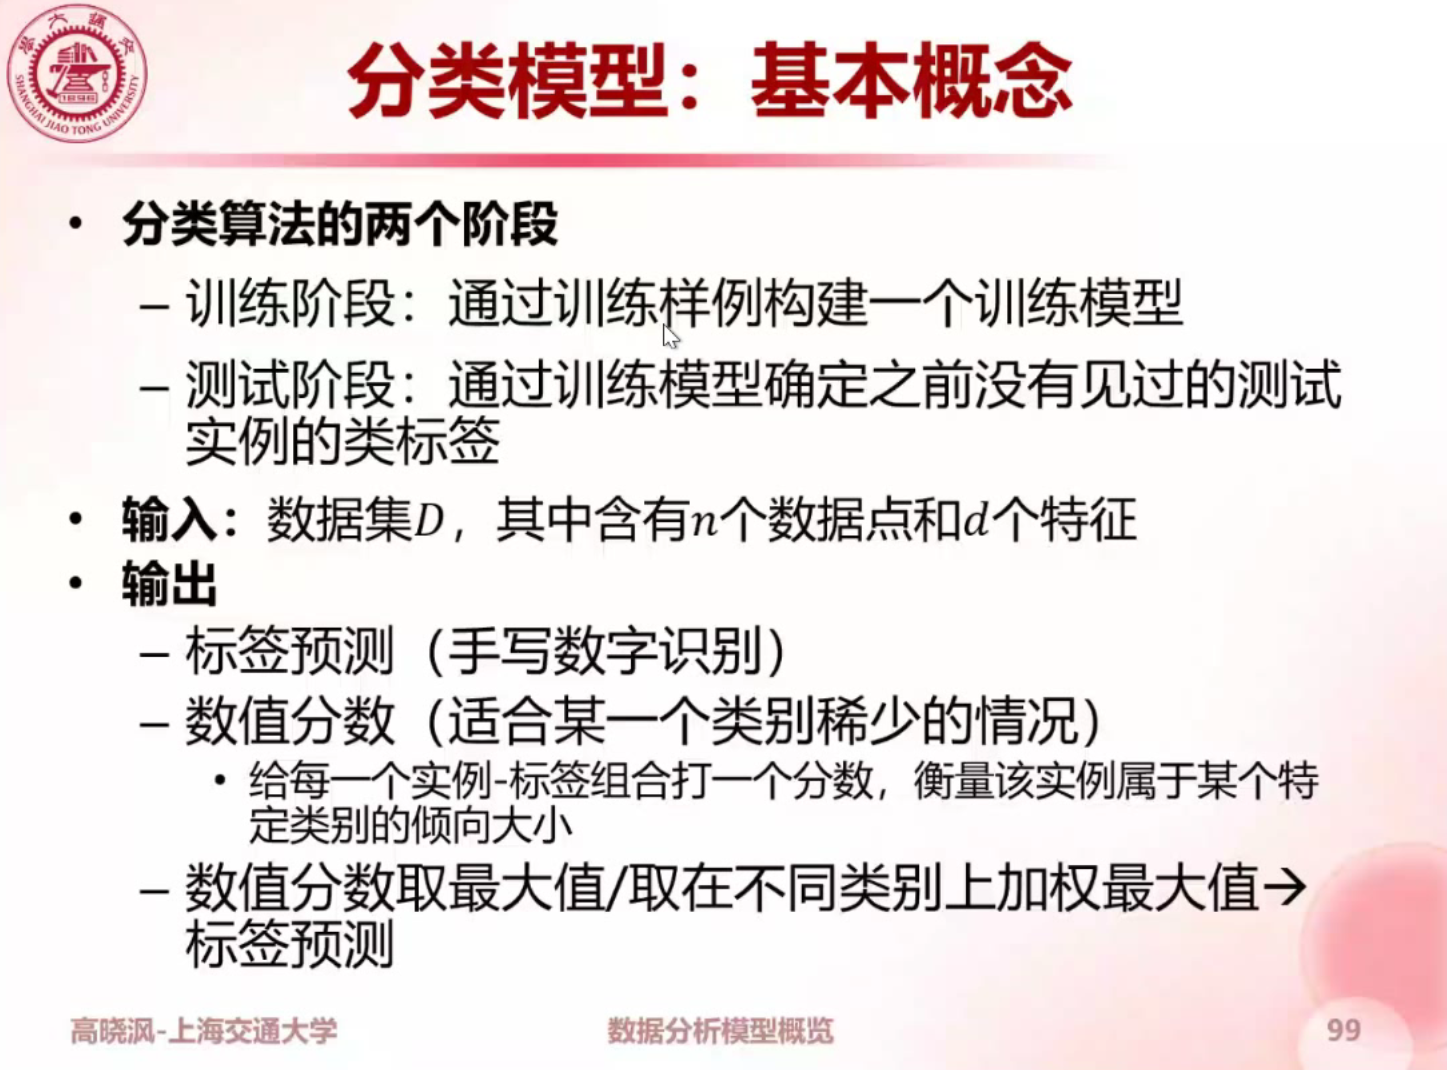 分类模型：基本概念
SHANGHAI JIAO TONG UNIVERSITY
1896
• 分类算法的两个阶段
– 训练阶段：通过训练样例构建一个训练模型
– 测试阶段：通过训练模型确定之前没有见过的测试
实例的类标签
• 输入：数据集D，其中含有n个数据点和d个特征
• 输出
– 标签预测（手写数字识别）
– 数值分数（适合某一个类别稀少的情况）
• 给每一个实例-标签组合打一个分数，衡量该实例属于某个特
定类别的倾向大小
– 数值分数取最大值/取在不同类别上加权最大值→
标签预测
高晓沨-上海交通大学
数据分析模型概览
99